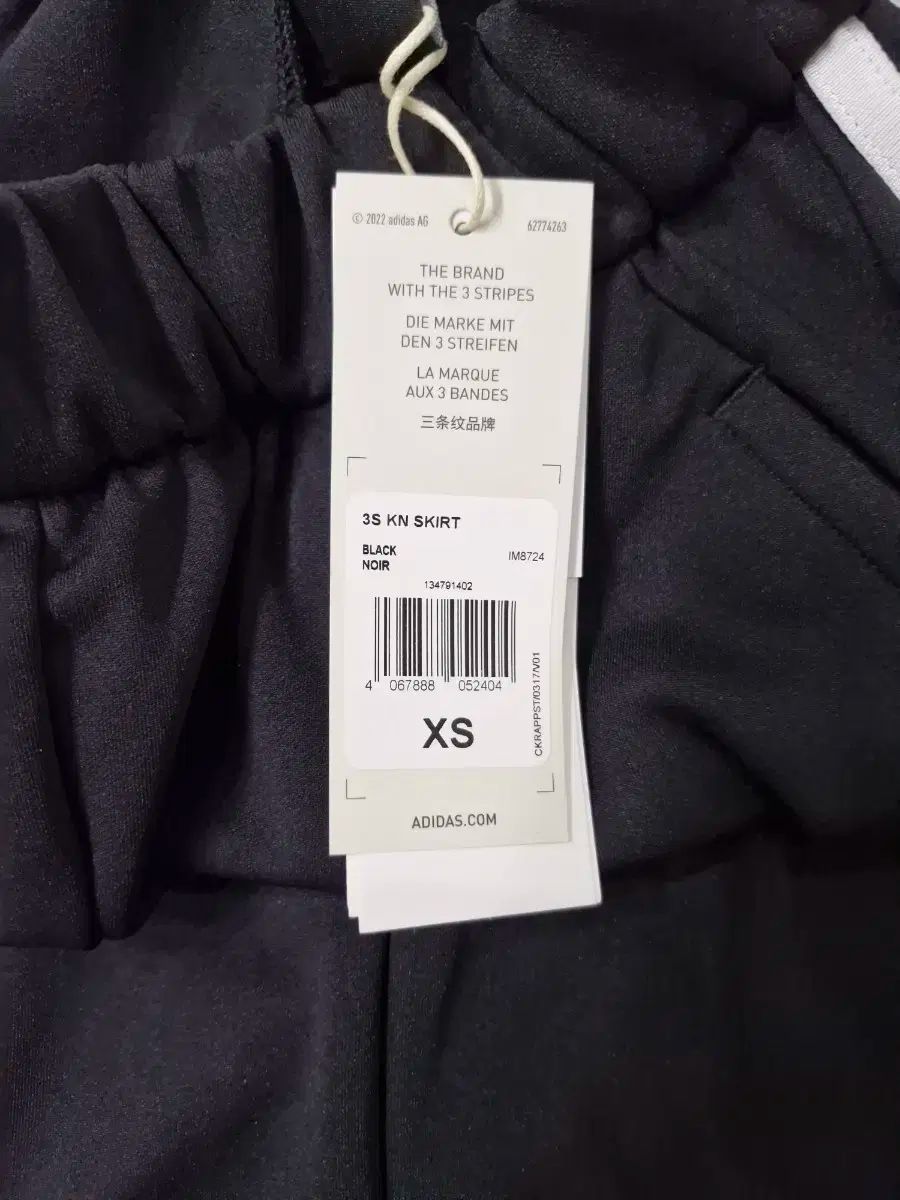 © 2022 adidas AG 62774263
THE BRAND
WITH THE 3 STRIPES
DIE MARKE MIT
DEN 3 STREIFEN
LA MARQUE
AUX 3 BANDES
三条纹品牌
3S KN SKIRT
BLACK IM8724
NOIR
134791402
4 067888 052404
CKRAPPST/0317/V01
XS
ADIDAS.COM